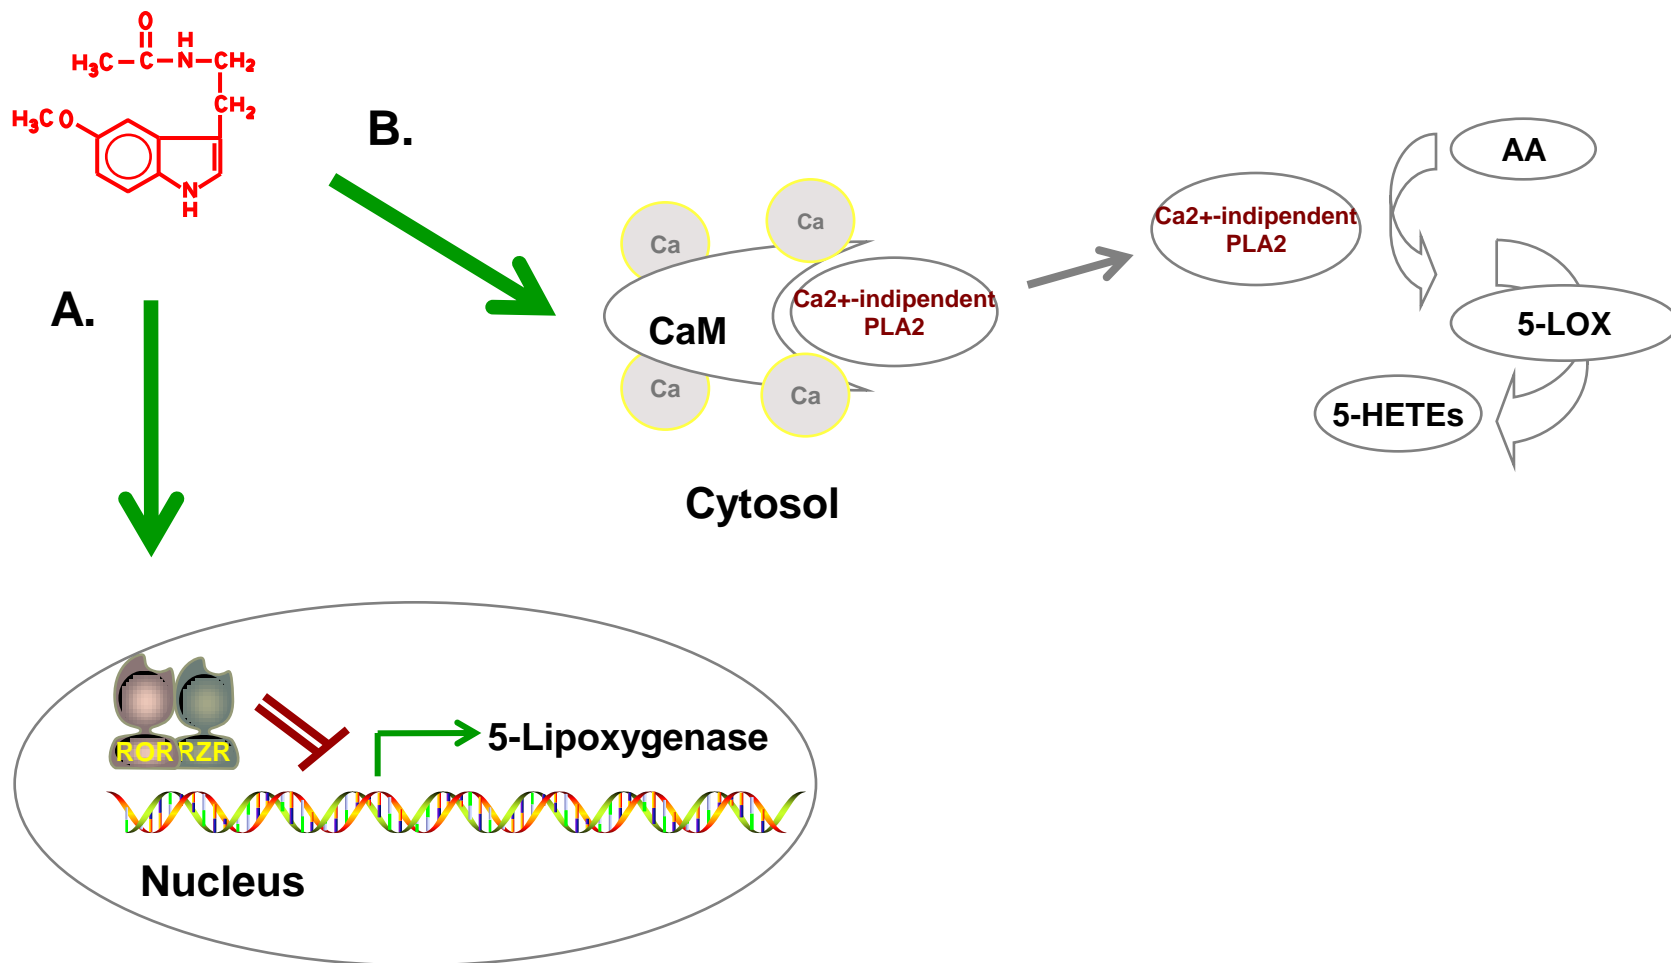 O
H
H₃C C N CH₂
CH₂
H₃C O
N
H
B.
A.
AA
Ca2+-indipendent
PLA2
Ca
Ca
Ca2+-indipendent
PLA2
CaM
5-LOX
Ca
Ca
5-HETEs
Cytosol
ROR RZR
5-Lipoxygenase
Nucleus